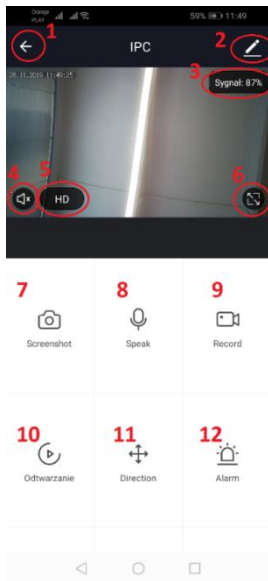 Orange
PLAY
59% 11:49
1
IPC
2
28.11.2019 11:49:25
3
Sygnał: 87%
4
5
HD
6
7
8
9
Screenshot
Speak
Record
10
11
12
Odtwarzanie
Direction
Alarm